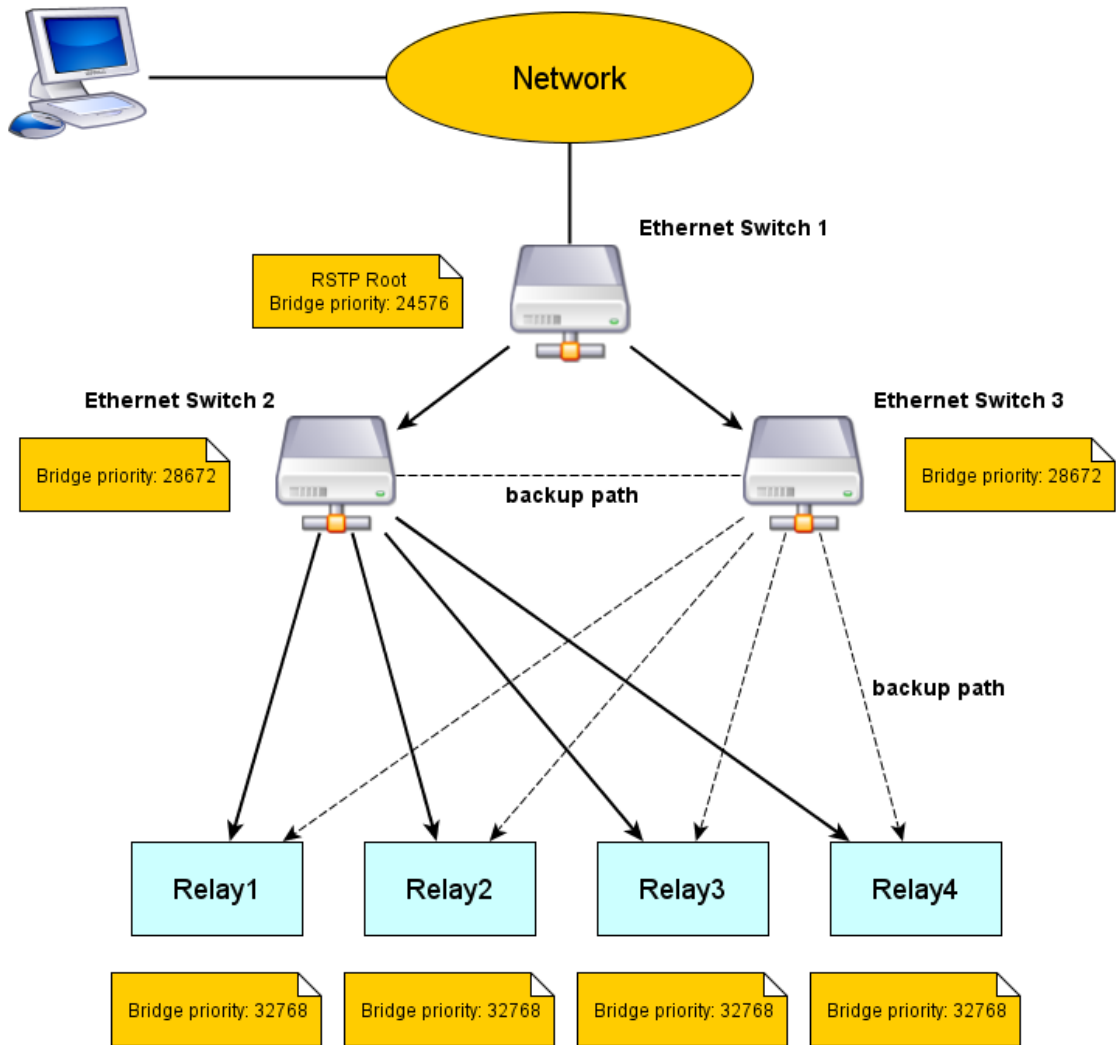 Network
Ethernet Switch 1
RSTP Root
Bridge priority: 24576
Ethernet Switch 2
Ethernet Switch 3
Bridge priority: 28672
backup path
Bridge priority: 28672
backup path
Relay1
Relay2
Relay3
Relay4
Bridge priority: 32768
Bridge priority: 32768
Bridge priority: 32768
Bridge priority: 32768